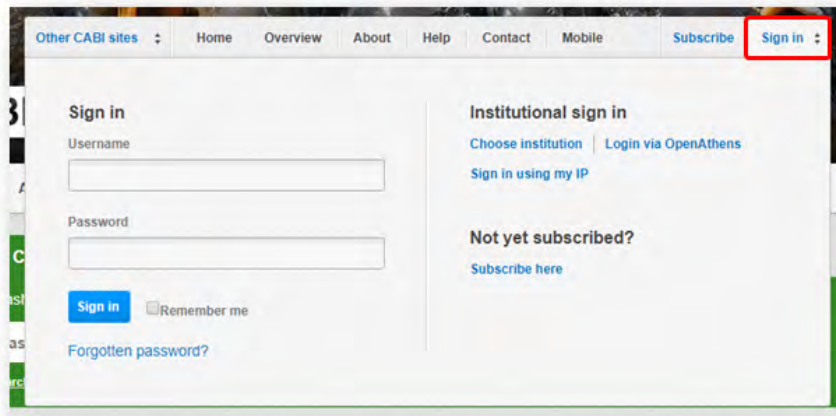 Other CABI sites Home Overview About Help Contact Mobile Subscribe Sign in
Sign in
Username
Password
Sign in Remember me
Forgotten password?
Institutional sign in
Choose institution Login via OpenAthens
Sign in using my IP
Not yet subscribed?
Subscribe here